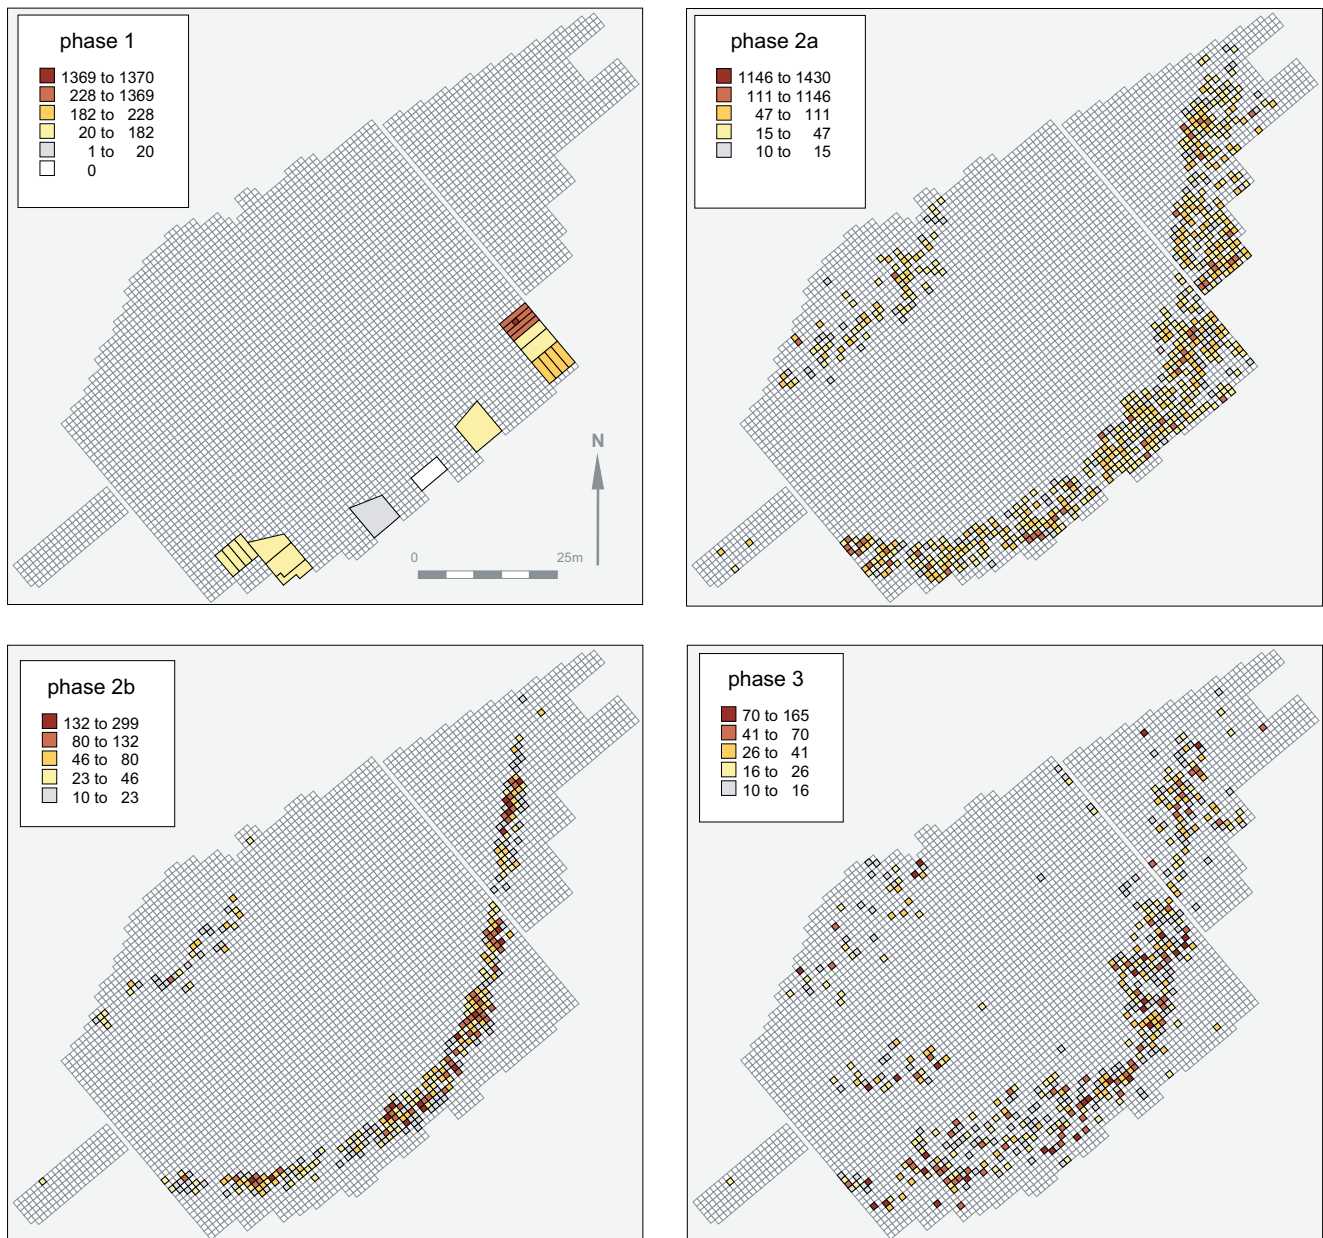 phase 1
1369 to 1370
228 to 1369
182 to 228
20 to 182
1 to 20
0
N
0 25m
phase 2a
1146 to 1430
111 to 1146
47 to 111
15 to 47
10 to 15
phase 2b
132 to 299
80 to 132
46 to 80
23 to 46
10 to 23
phase 3
70 to 165
41 to 70
26 to 41
16 to 26
10 to 16